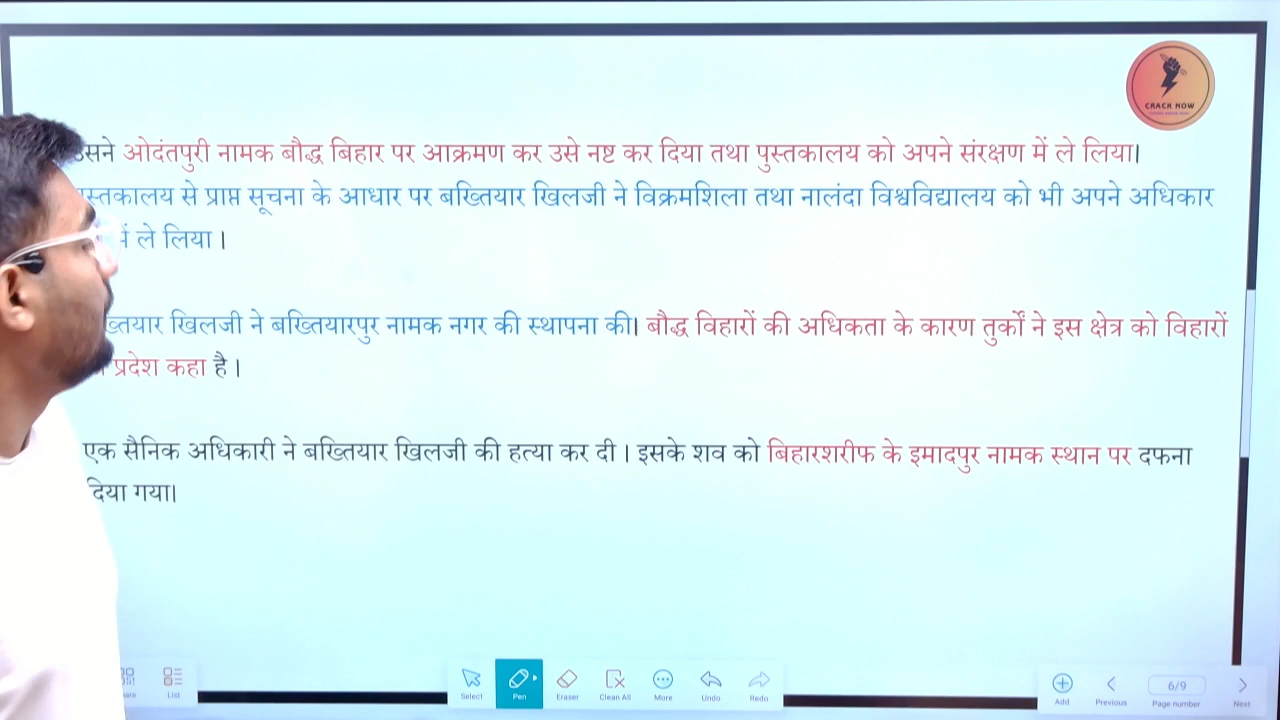 CRACK NOW
उसने ओदंतपुरी नामक बौद्ध बिहार पर आक्रमण कर उसे नष्ट कर दिया तथा पुस्तकालय को अपने संरक्षण में ले लिया।
से प्राप्त सूचना के आधार पर बख्तियार खिलजी ने विक्रमशिला तथा नालंदा विश्वविद्यालय को भी अपने अधिकार
में ले लिया ।
खिलजी ने बख्तियारपुर नामक नगर की स्थापना की। बौद्ध विहारों की अधिकता के कारण तुर्कों ने इस क्षेत्र को विहारों
प्रदेश कहा है ।
एक सैनिक अधिकारी ने बख्तियार खिलजी की हत्या कर दी । इसके शव को बिहारशरीफ के इमादपुर नामक स्थान पर दफना
दिया गया।
List Select Pen Eraser Clean All More Undo Redo Add Previous 6/9 Page number Next